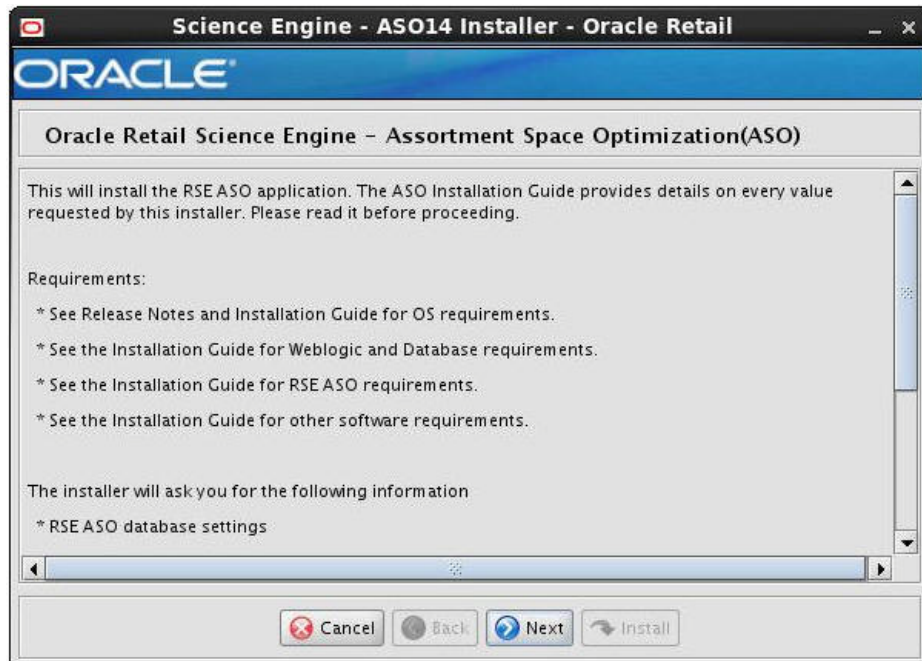 Science Engine - ASO14 Installer - Oracle Retail
ORACLE
Oracle Retail Science Engine - Assortment Space Optimization(ASO)
This will install the RSE ASO application. The ASO Installation Guide provides details on every value
requested by this installer. Please read it before proceeding.
Requirements:
* See Release Notes and Installation Guide for OS requirements.
* See the Installation Guide for Weblogic and Database requirements.
* See the Installation Guide for RSE ASO requirements.
* See the Installation Guide for other software requirements.
The installer will ask you for the following information
* RSE ASO database settings
Cancel Back Next Install